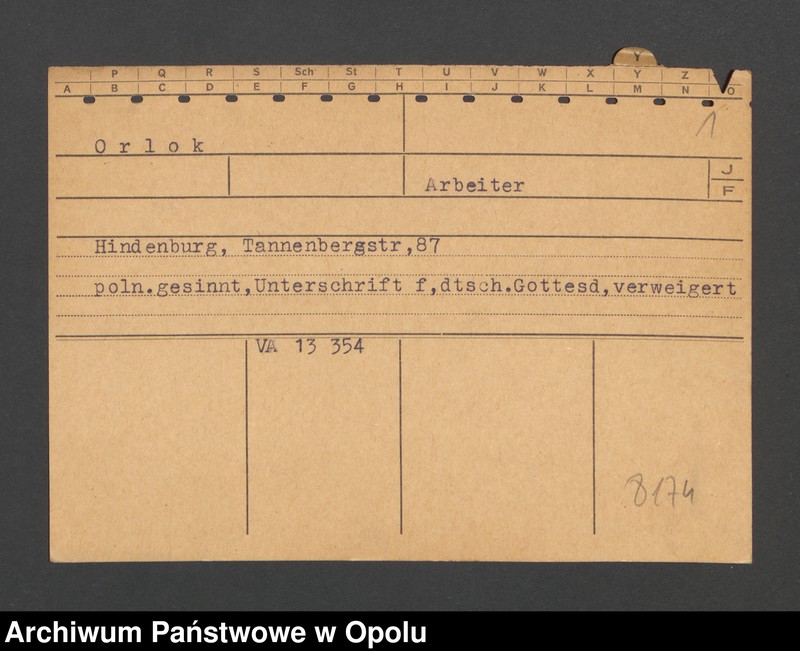 Y
P Q R S Sch St T U V W X Y Z
A B C D E F G H I J K L M N O
1
O r l o k
Arbeiter
J
F
Hindenburg, Tannenbergstr,87
poln.gesinnt,Unterschrift f,dtsch.Gottesd,verweigert
VA 13 354
8174
Archiwum Państwowe w Opolu